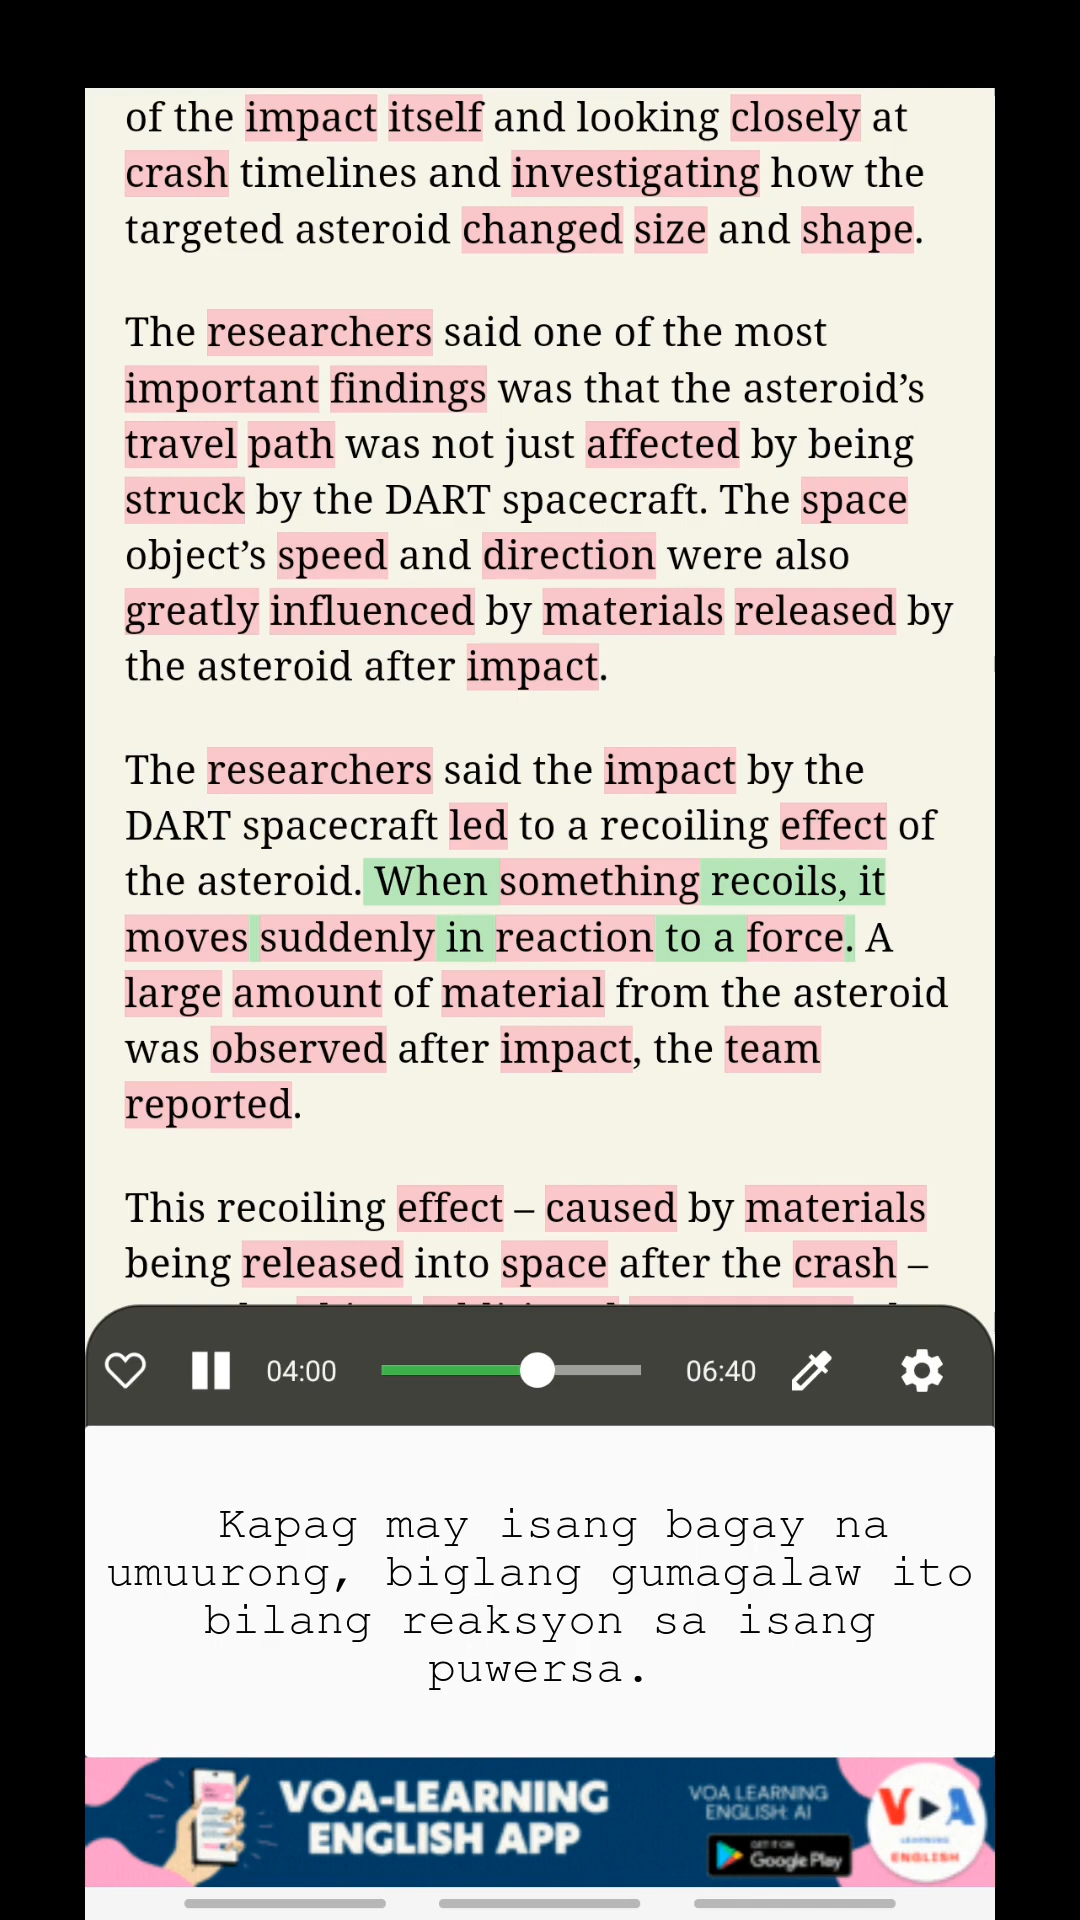 of the impact itself and looking closely at
crash timelines and investigating how the
targeted asteroid changed size and shape.
The researchers said one of the most
important findings was that the asteroid’s
travel path was not just affected by being
struck by the DART spacecraft. The space
object’s speed and direction were also
greatly influenced by materials released by
the asteroid after impact.
The researchers said the impact by the
DART spacecraft led to a recoiling effect of
the asteroid. When something recoils, it
moves suddenly in reaction to a force. A
large amount of material from the asteroid
was observed after impact, the team
reported.
This recoiling effect – caused by materials
being released into space after the crash –
04:00
06:40
Kapag may isang bagay na
umuurong, biglang gumagalaw ito
bilang reaksyon sa isang
puwersa.
VOA-LEARNING
ENGLISH APP
VOA LEARNING
ENGLISH: AI
GET IT ON
Google Play
VOA
LEARNING
ENGLISH